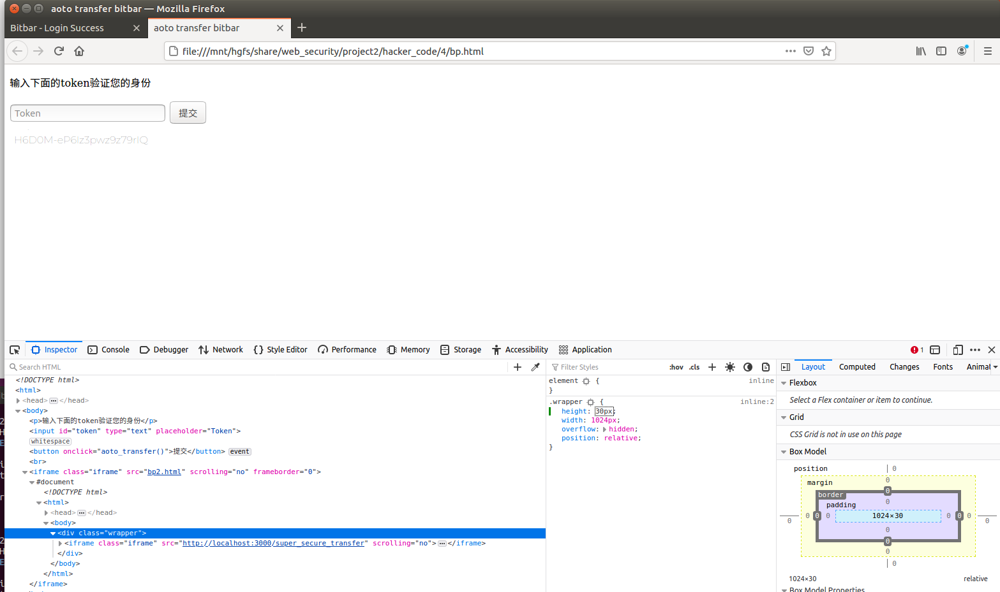 aoto transfer bitbar — Mozilla Firefox
Bitbar - Login Success
aoto transfer bitbar
file:///mnt/hgfs/share/web_security/project2/hacker_code/4/bp.html
输入下面的token验证您的身份
Token
提交
H6D0M-eP6Iz3pwz9z79rIQ
Inspector
Console
Debugger
Network
Style Editor
Performance
Memory
Storage
Accessibility
Application
1
Search HTML
Filter Styles
:hov
.cls
Layout
Computed
Changes
Fonts
Animat
<!DOCTYPE html>
<html>
<head>
</head>
<body>
<p>输入下面的token验证您的身份</p>
<input id="token" type="text" placeholder="Token">
whitespace
<button onclick="aoto_transfer()">提交</button>
event
<br>
<iframe class="iframe" src="bp2.html" scrolling="no" frameborder="0">
#document
<!DOCTYPE html>
<html>
<head>
</head>
<body>
<div class="wrapper">
<iframe class="iframe" src="http://localhost:3000/super_secure_transfer" scrolling="no">
</iframe>
</div>
</body>
</html>
</iframe>
element {
inline
}
.wrapper {
inline:2
height: 30px;
width: 1024px;
overflow: hidden;
position: relative;
}
Flexbox
Select a Flex container or item to continue.
Grid
CSS Grid is not in use on this page
Box Model
position
0
margin
0
border
0
padding
0
0 0 0
1024×30
0 0 0
0
0
0
0
0
0
1024×30
relative
Box Model Properties